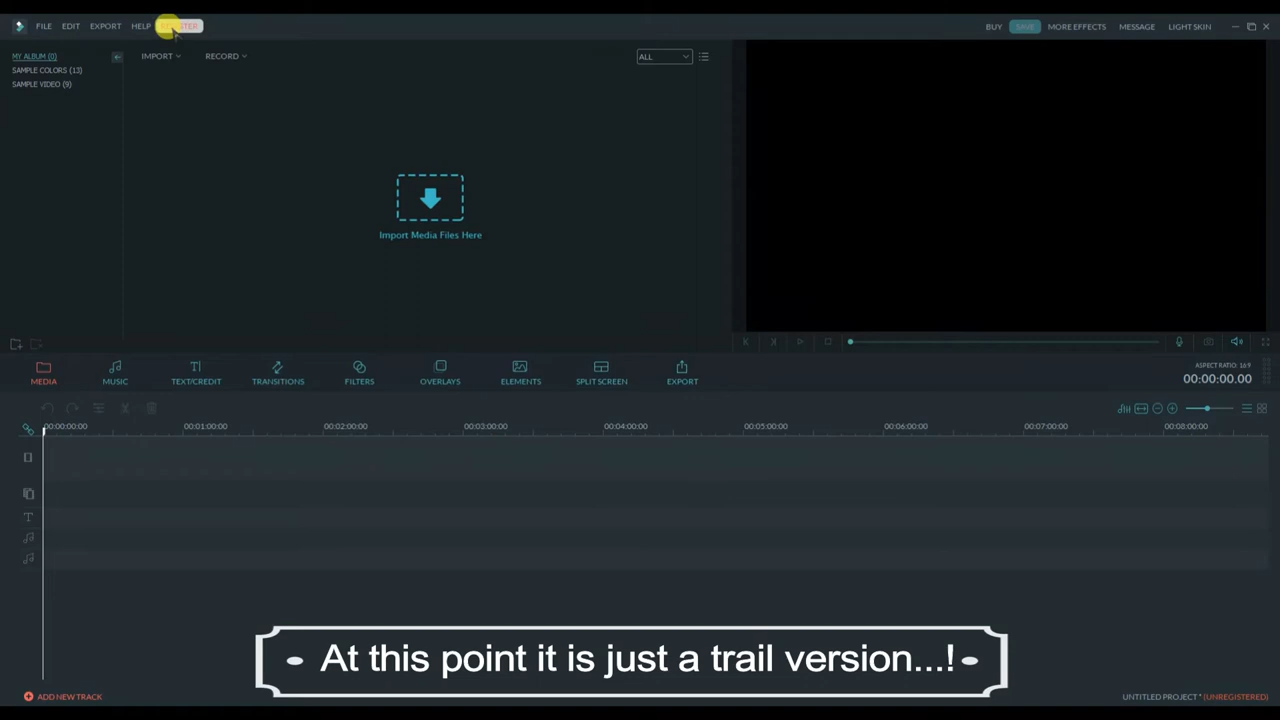 FILE EDIT EXPORT HELP REGISTER BUY SAVE MORE EFFECTS MESSAGE LIGHT SKIN
MY ALBUM (0) IMPORT RECORD ALL
SAMPLE COLORS (13)
SAMPLE VIDEO (9)
Import Media Files Here
MEDIA MUSIC TEXT/CREDIT TRANSITIONS FILTERS OVERLAYS ELEMENTS SPLIT SCREEN EXPORT
ASPECT RATIO: 16:9
00:00:00.00
00:00:00:00 00:01:00:00 00:02:00:00 00:03:00:00 00:04:00:00 00:05:00:00 00:06:00:00 00:07:00:00 00:08:00:00
At this point it is just a trail version...!
ADD NEW TRACK UNTITLED PROJECT * (UNREGISTERED)